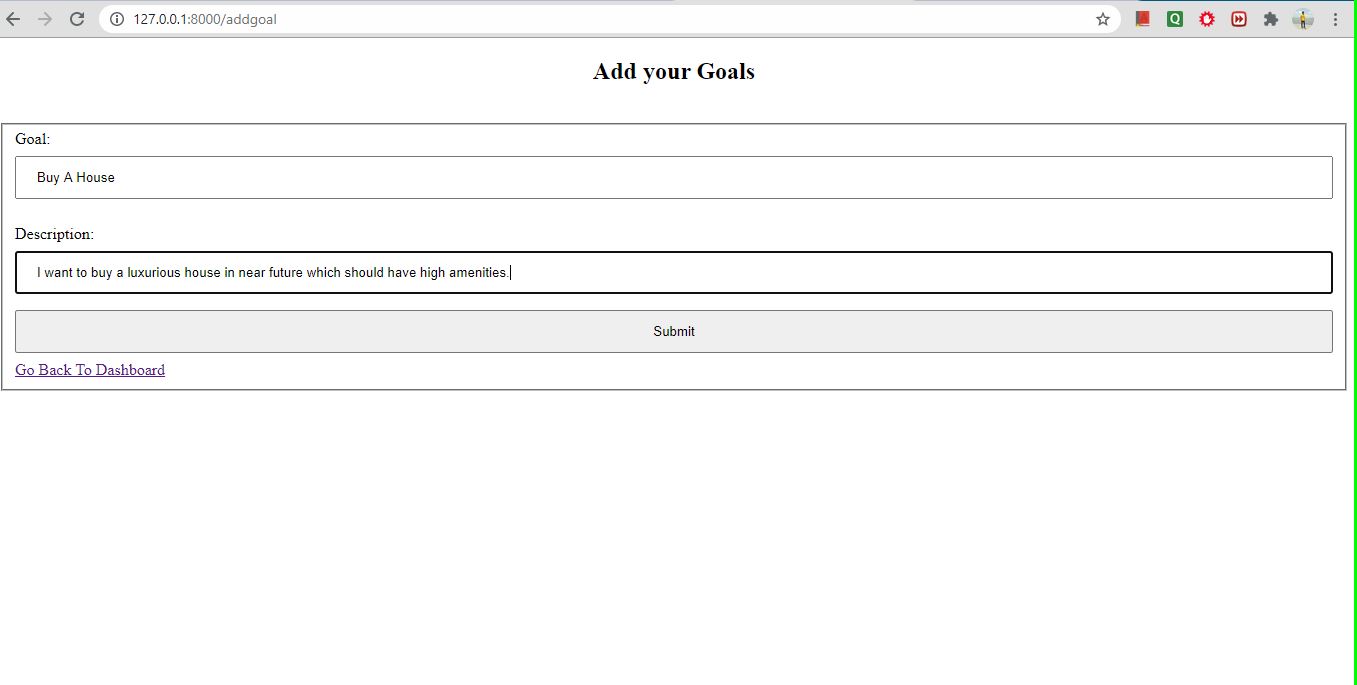 127.0.0.1:8000/addgoal
Q
Add your Goals
Goal:
Buy A House
Description:
I want to buy a luxurious house in near future which should have high amenities.
Submit
Go Back To Dashboard